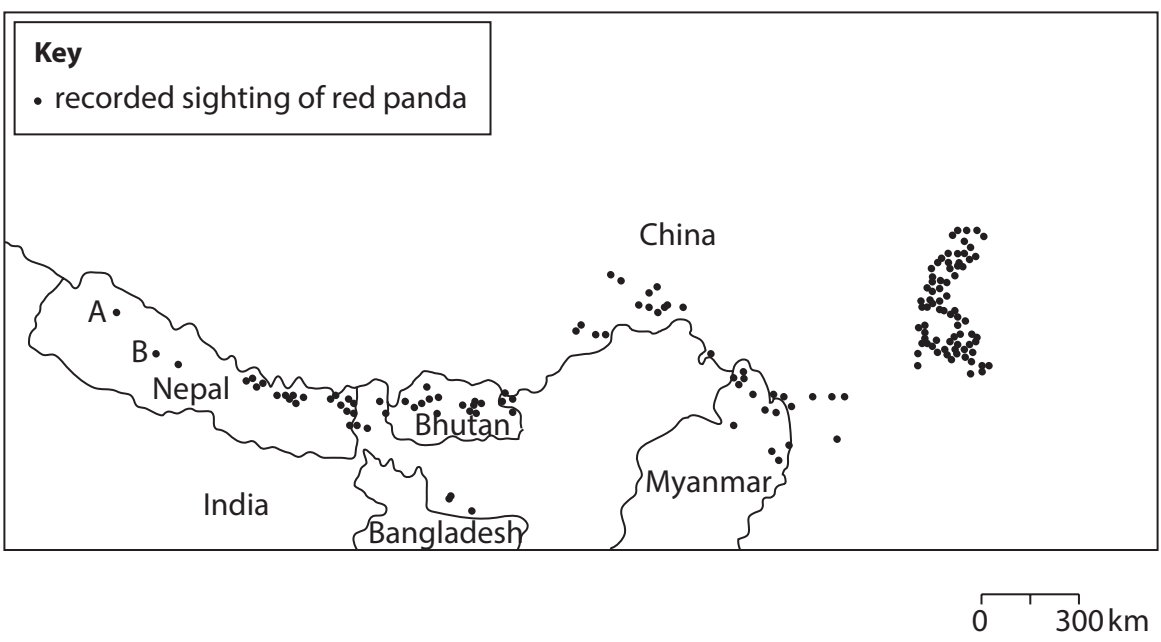 Key
• recorded sighting of red panda
China
A
B
Nepal
Bhutan
India
Myanmar
Bangladesh
0 300 km